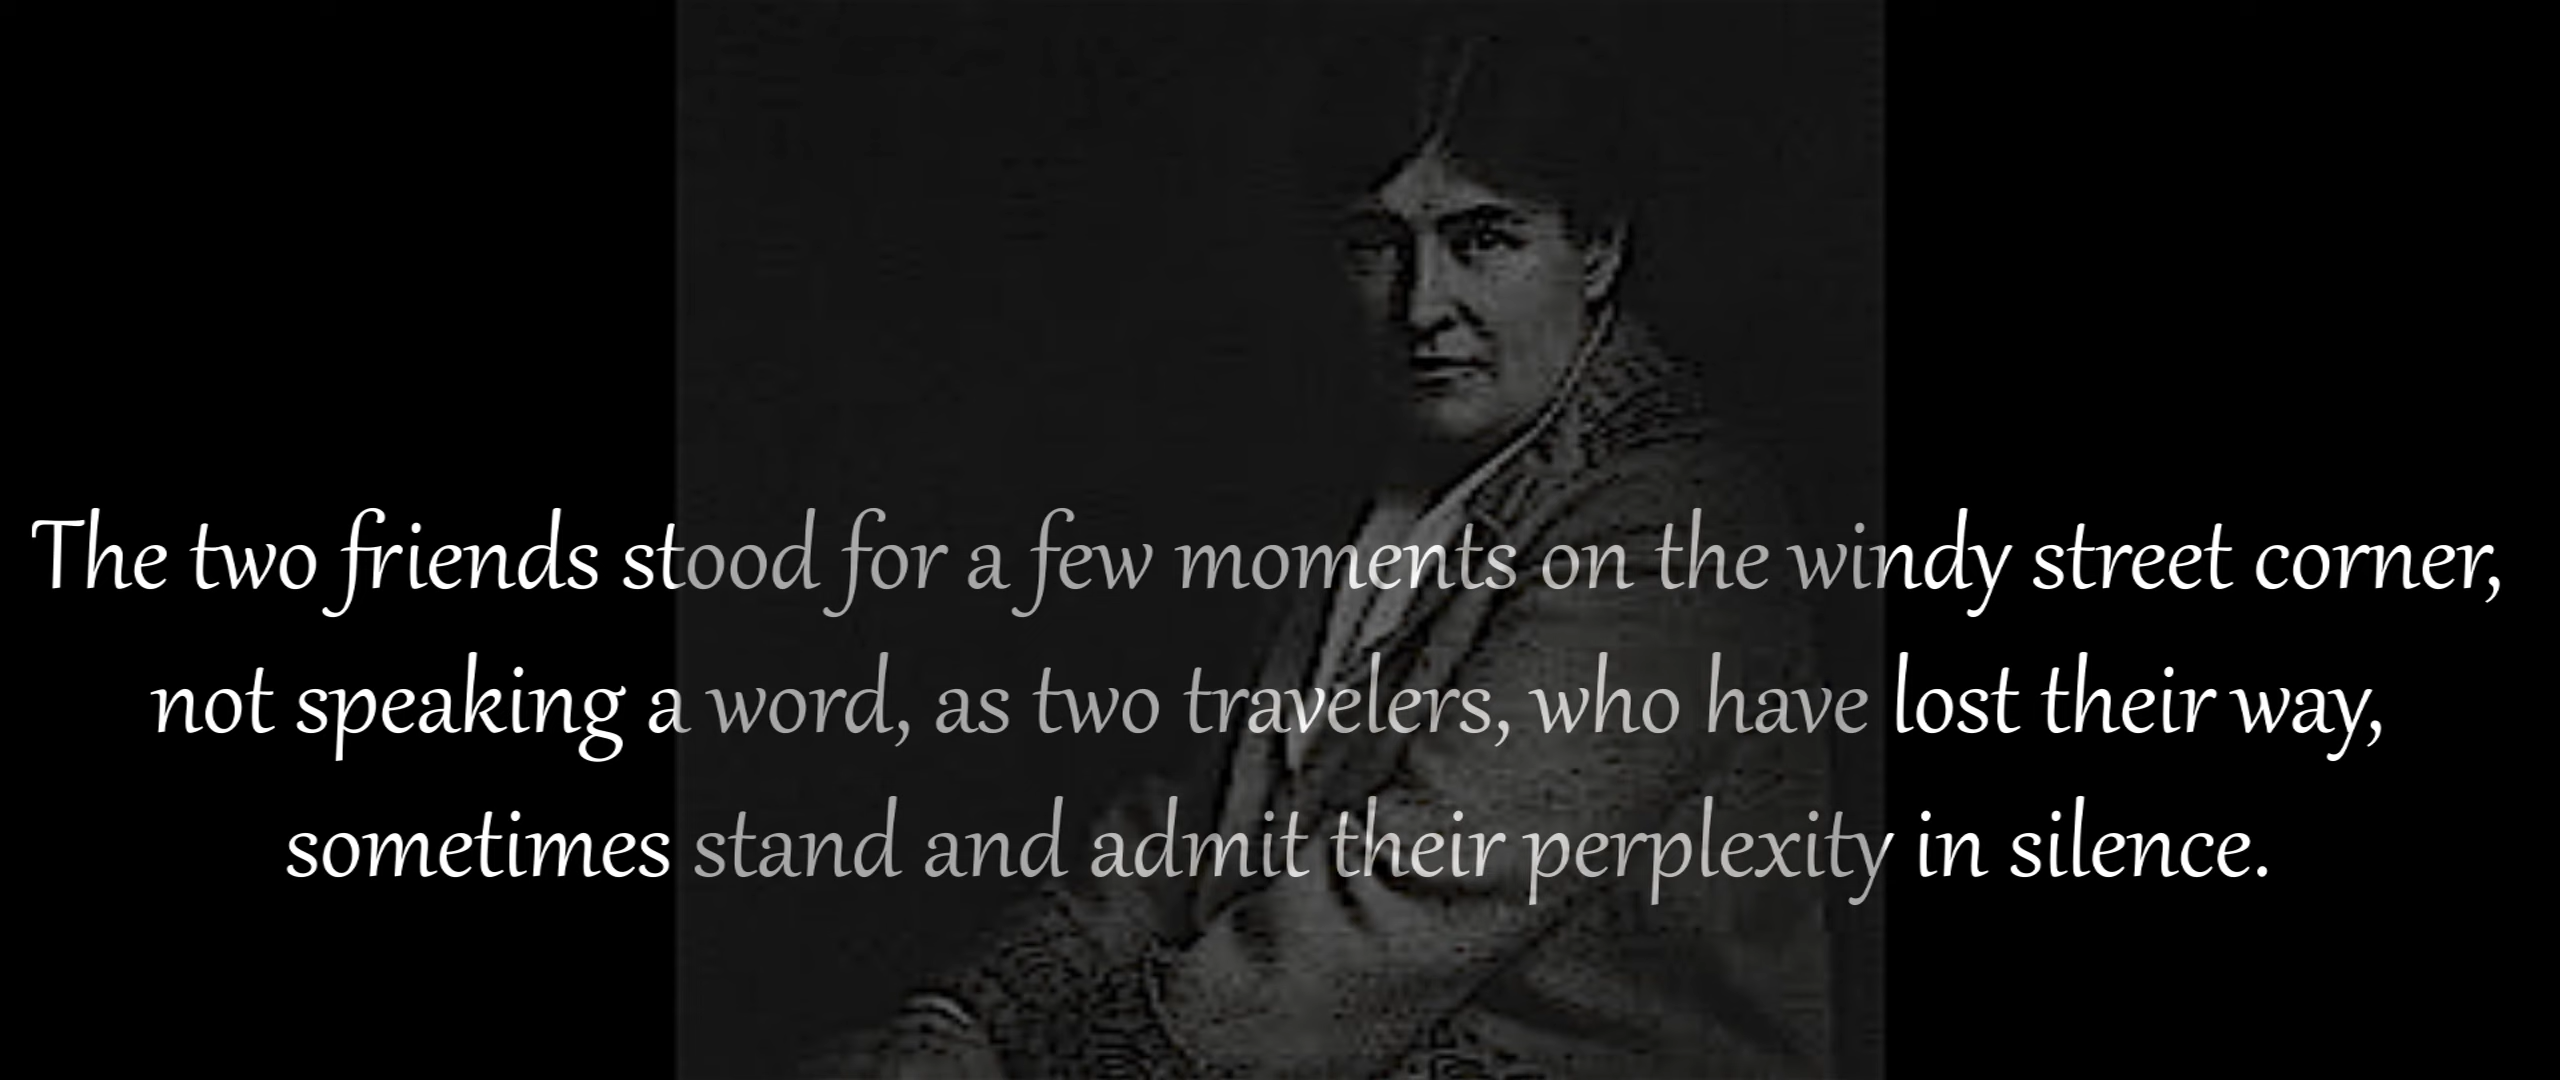 The two friends stood for a few moments on the windy street corner,
not speaking a word, as two travelers, who have lost their way,
sometimes stand and admit their perplexity in silence.